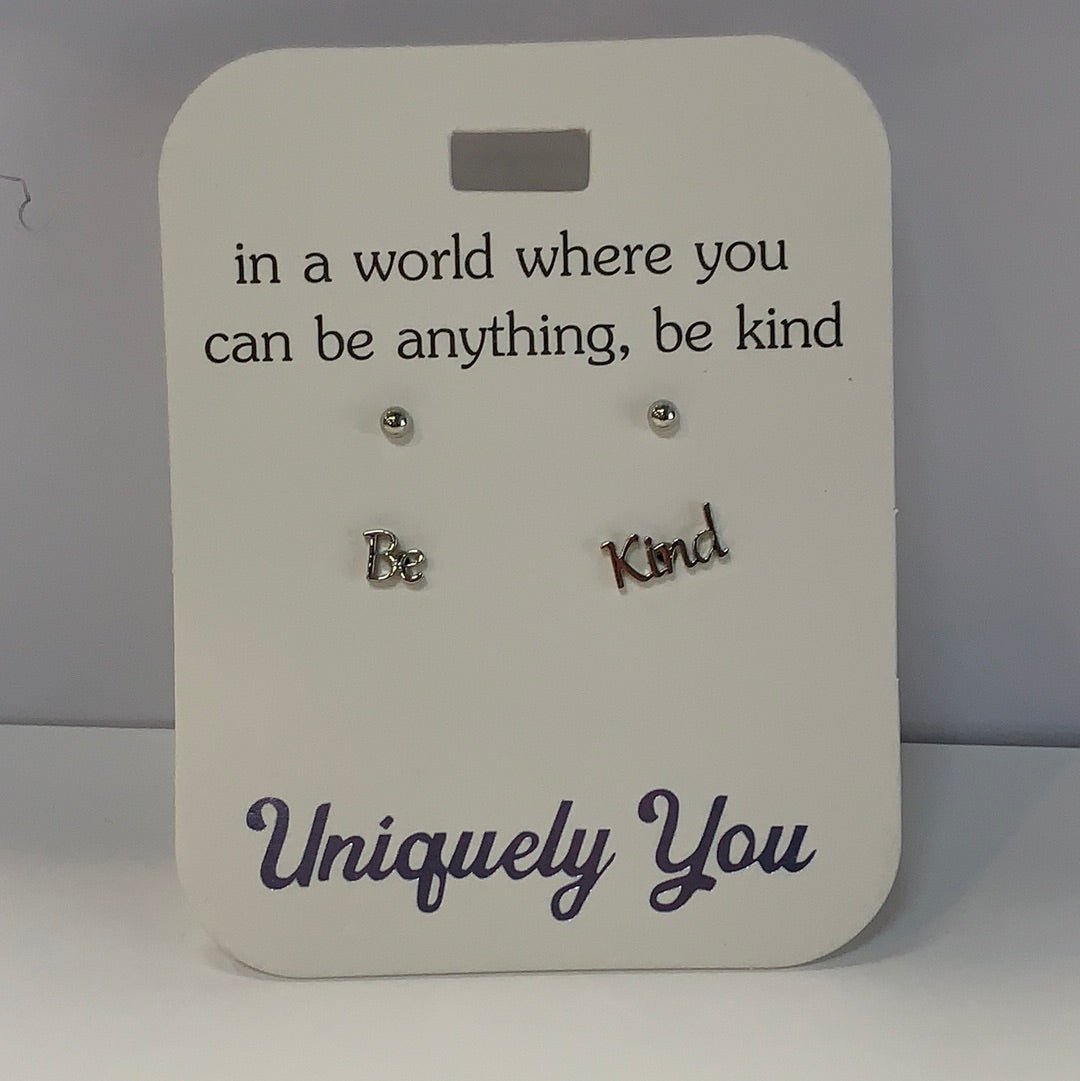 in a world where you
can be anything, be kind
Be Kind
Uniquely You